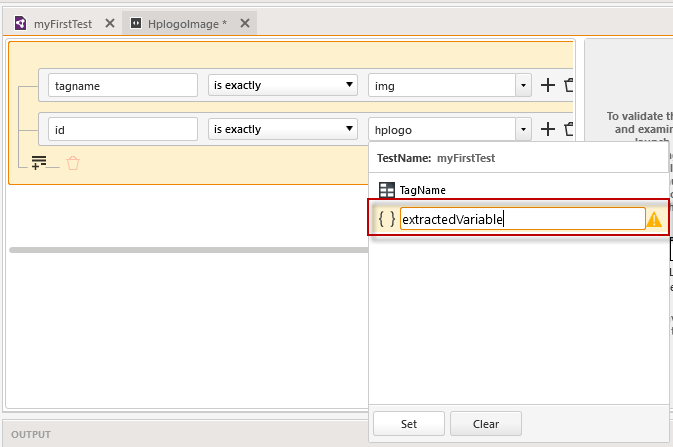 myFirstTest
HplogoImage *
tagname
is exactly
img
id
is exactly
hplogo
To validate th
and examin
launch
TestName: myFirstTest
TagName
{ } extractedVariable
Set
Clear
OUTPUT